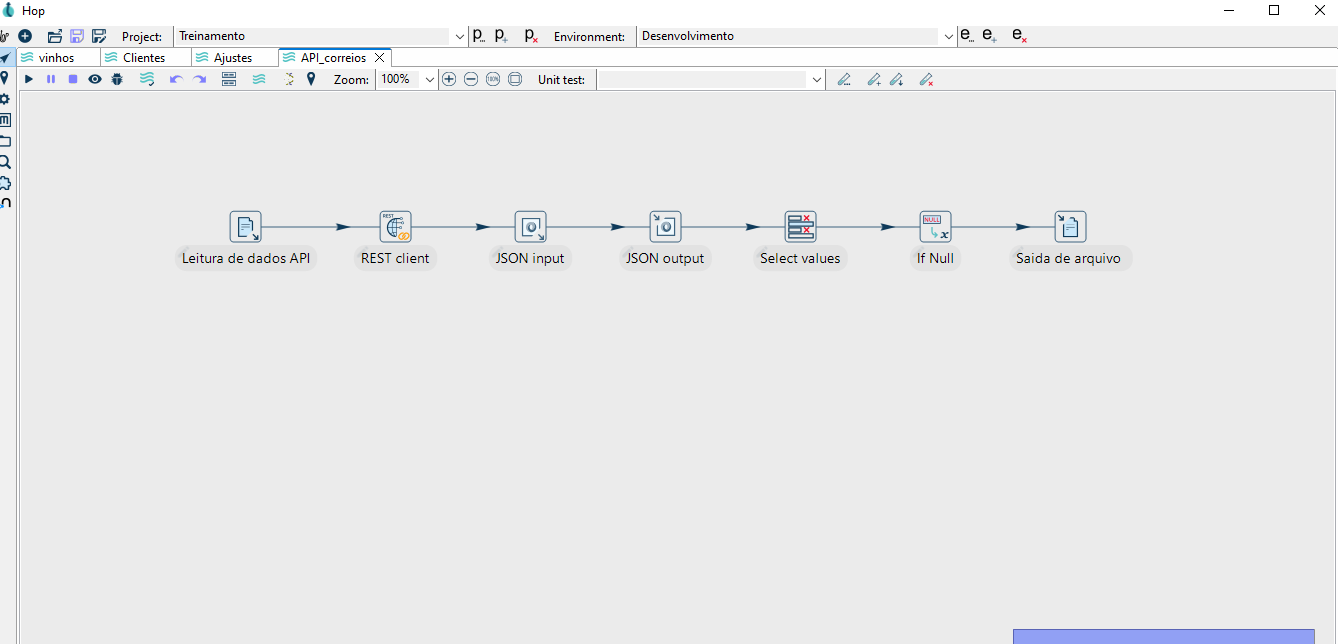 Hop
Project: Treinamento Environment: Desenvolvimento
vinhos Clientes Ajustes API_correios
Zoom: 100% Unit test:
Leitura de dados API REST client JSON input JSON output Select values If Null Saida de arquivo